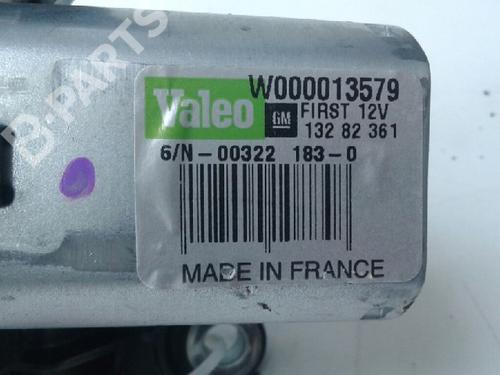 B-PARTS
Valeo
W000013579
GM
FIRST 12V
132 82 361
6/N-00322 183-0
MADE IN FRANCE